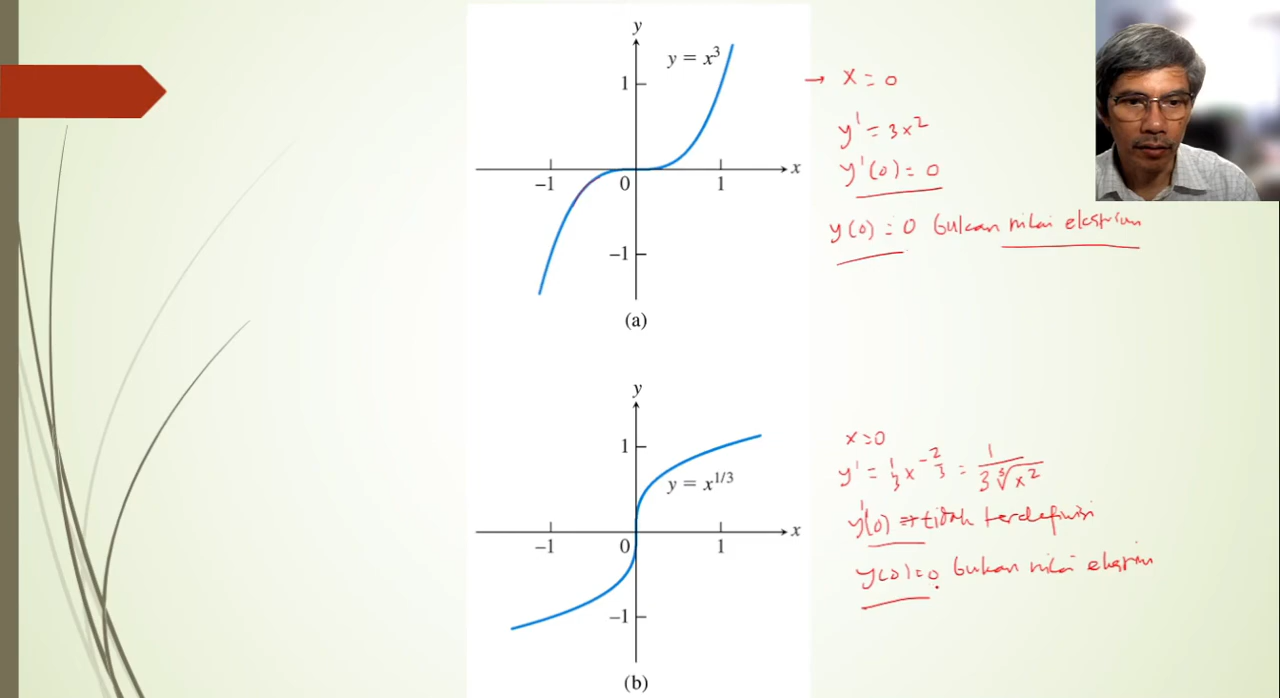 y
y = x³
1
x
−1
0
1
−1
(a)
→ x = 0
y' = 3x²
y'(0) = 0
y(0) = 0 bukan nilai ekstrim
y
1
y = x^{1/3}
x
−1
0
1
−1
(b)
x = 0
y' = 1/3 x^{-2/3} = 1/(3∛x²)
y'(0) → tidak terdefinisi
y(0) = 0 bukan nilai ekstrim